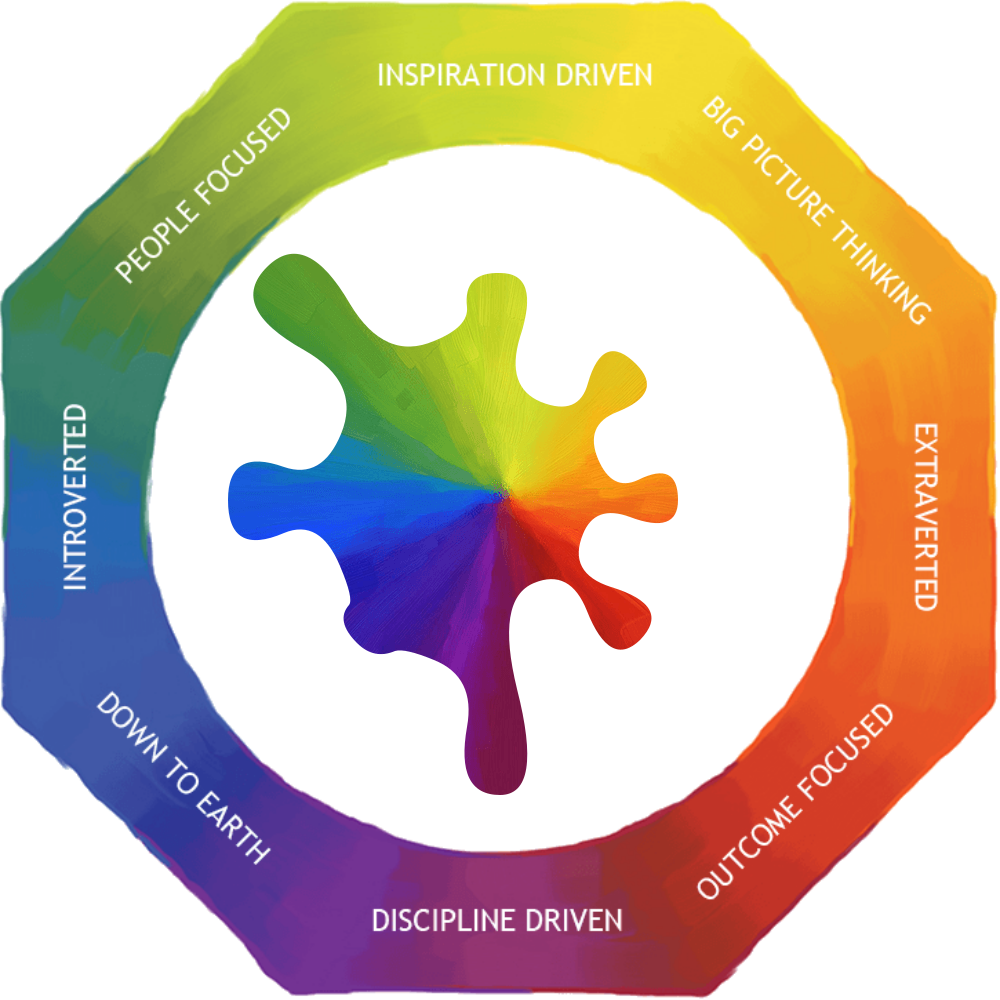 INSPIRATION DRIVEN
BIG PICTURE THINKING
EXTRAVERTED
OUTCOME FOCUSED
DISCIPLINE DRIVEN
DOWN TO EARTH
INTROVERTED
PEOPLE FOCUSED